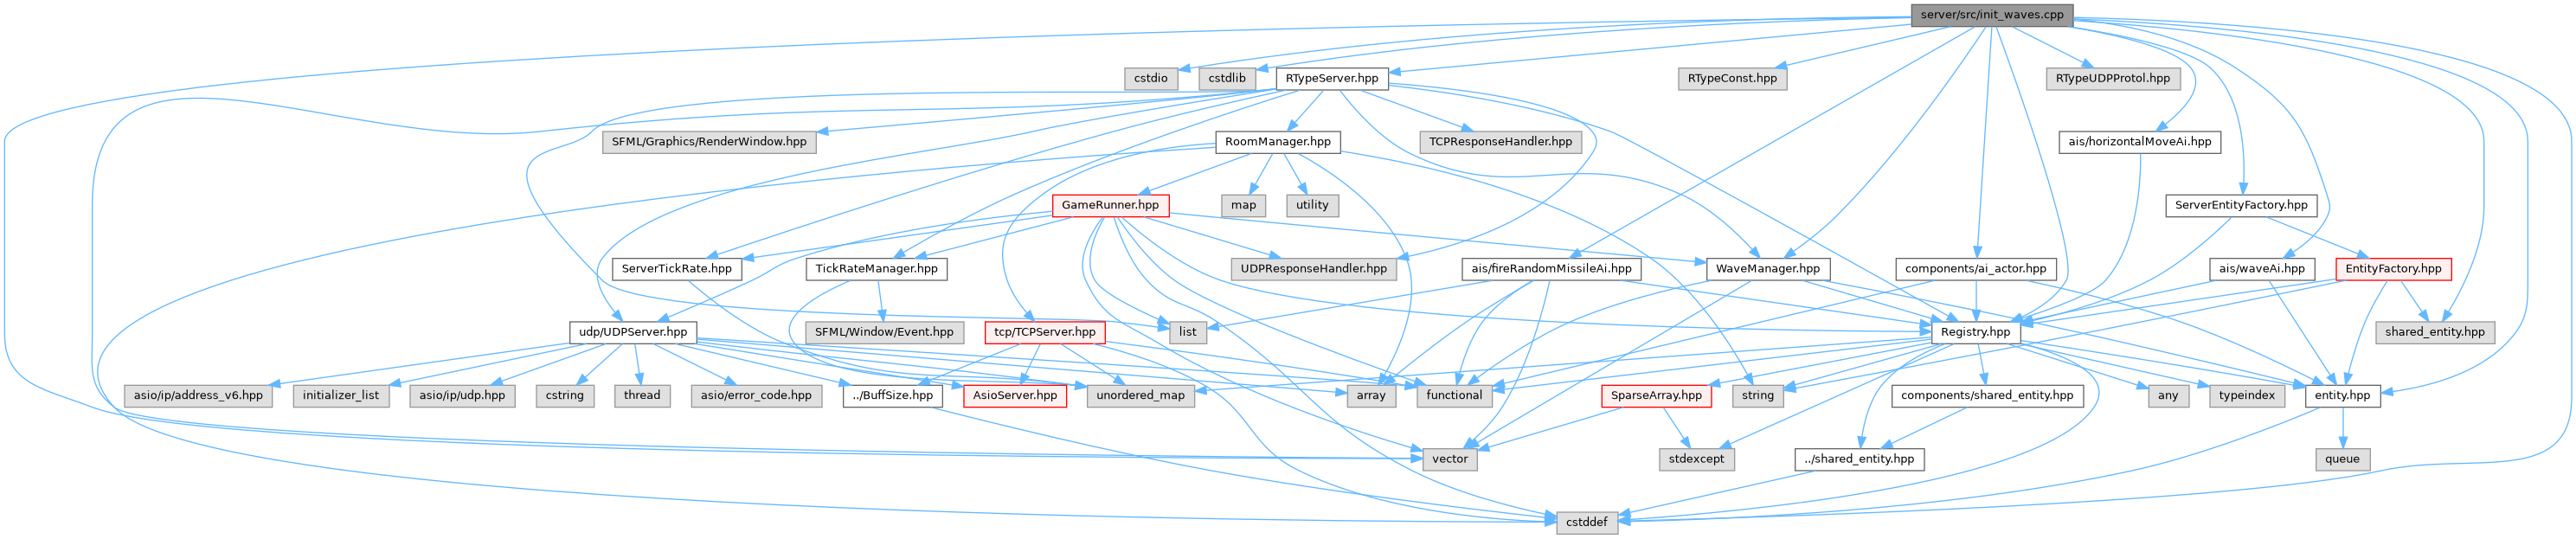 server/src/init_waves.cpp
cstdio
cstdlib
RTypeServer.hpp
RTypeConst.hpp
RTypeUDPProtol.hpp
SFML/Graphics/RenderWindow.hpp
RoomManager.hpp
TCPResponseHandler.hpp
ais/horizontalMoveAi.hpp
GameRunner.hpp
map
utility
ServerEntityFactory.hpp
ServerTickRate.hpp
TickRateManager.hpp
UDPResponseHandler.hpp
ais/fireRandomMissileAi.hpp
WaveManager.hpp
components/ai_actor.hpp
ais/waveAi.hpp
EntityFactory.hpp
udp/UDPServer.hpp
SFML/Window/Event.hpp
tcp/TCPServer.hpp
list
Registry.hpp
shared_entity.hpp
asio/ip/address_v6.hpp
initializer_list
asio/ip/udp.hpp
cstring
thread
asio/error_code.hpp
../BuffSize.hpp
AsioServer.hpp
unordered_map
array
functional
SparseArray.hpp
string
components/shared_entity.hpp
any
typeindex
entity.hpp
vector
stdexcept
../shared_entity.hpp
queue
cstddef